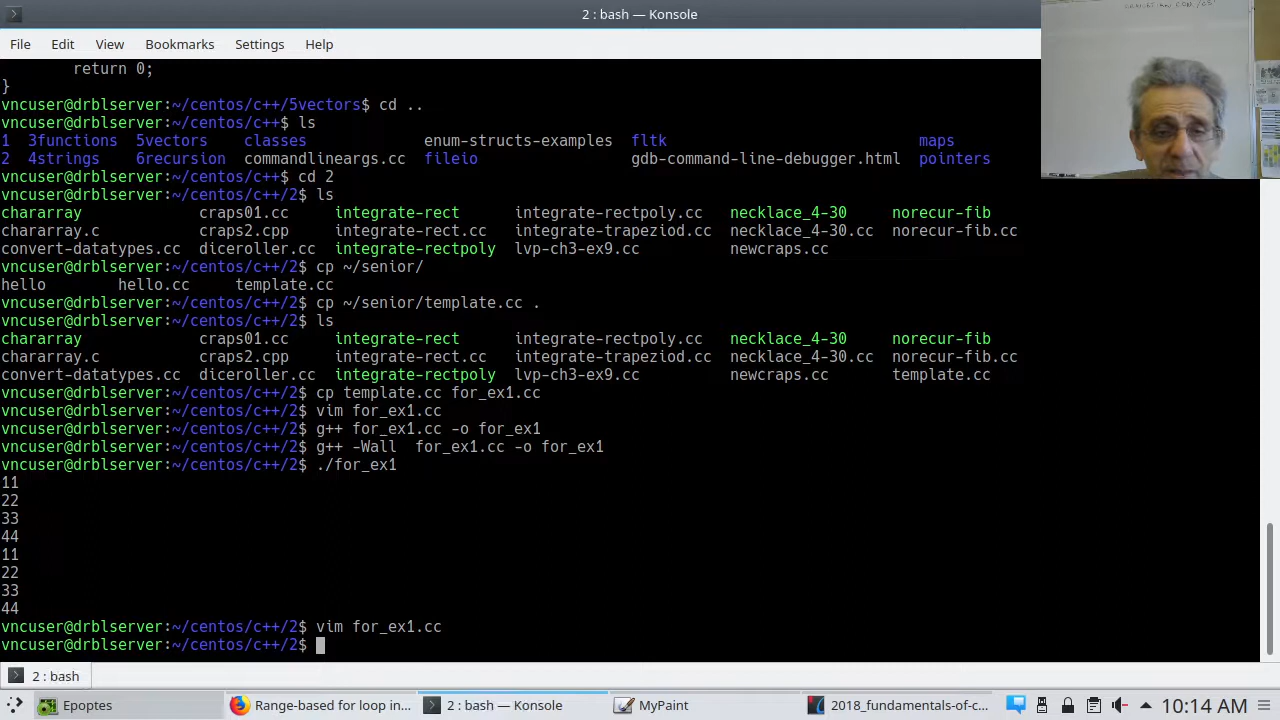 2 : bash — Konsole
File Edit View Bookmarks Settings Help
return 0;
}
vncuser@drblserver:~/centos/c++/5vectors$ cd ..
vncuser@drblserver:~/centos/c++$ ls
1 3functions 5vectors classes enum-structs-examples fltk maps
2 4strings 6recursion commandlineargs.cc fileio gdb-command-line-debugger.html pointers
vncuser@drblserver:~/centos/c++$ cd 2
vncuser@drblserver:~/centos/c++/2$ ls
chararray craps01.cc integrate-rect integrate-rectpoly.cc necklace_4-30 norecur-fib
chararray.c craps2.cpp integrate-rect.cc integrate-trapeziod.cc necklace_4-30.cc norecur-fib.cc
convert-datatypes.cc diceroller.cc integrate-rectpoly lvp-ch3-ex9.cc newcraps.cc
vncuser@drblserver:~/centos/c++/2$ cp ~/senior/
hello hello.cc template.cc
vncuser@drblserver:~/centos/c++/2$ cp ~/senior/template.cc .
vncuser@drblserver:~/centos/c++/2$ ls
chararray craps01.cc integrate-rect integrate-rectpoly.cc necklace_4-30 norecur-fib
chararray.c craps2.cpp integrate-rect.cc integrate-trapeziod.cc necklace_4-30.cc norecur-fib.cc
convert-datatypes.cc diceroller.cc integrate-rectpoly lvp-ch3-ex9.cc newcraps.cc template.cc
vncuser@drblserver:~/centos/c++/2$ cp template.cc for_ex1.cc
vncuser@drblserver:~/centos/c++/2$ vim for_ex1.cc
vncuser@drblserver:~/centos/c++/2$ g++ for_ex1.cc -o for_ex1
vncuser@drblserver:~/centos/c++/2$ g++ -Wall  for_ex1.cc -o for_ex1
vncuser@drblserver:~/centos/c++/2$ ./for_ex1
11
22
33
44
11
22
33
44
vncuser@drblserver:~/centos/c++/2$ vim for_ex1.cc
vncuser@drblserver:~/centos/c++/2$
2 : bash
Epoptes Range-based for loop in... 2 : bash — Konsole MyPaint 2018_fundamentals-of-c... 10:14 AM